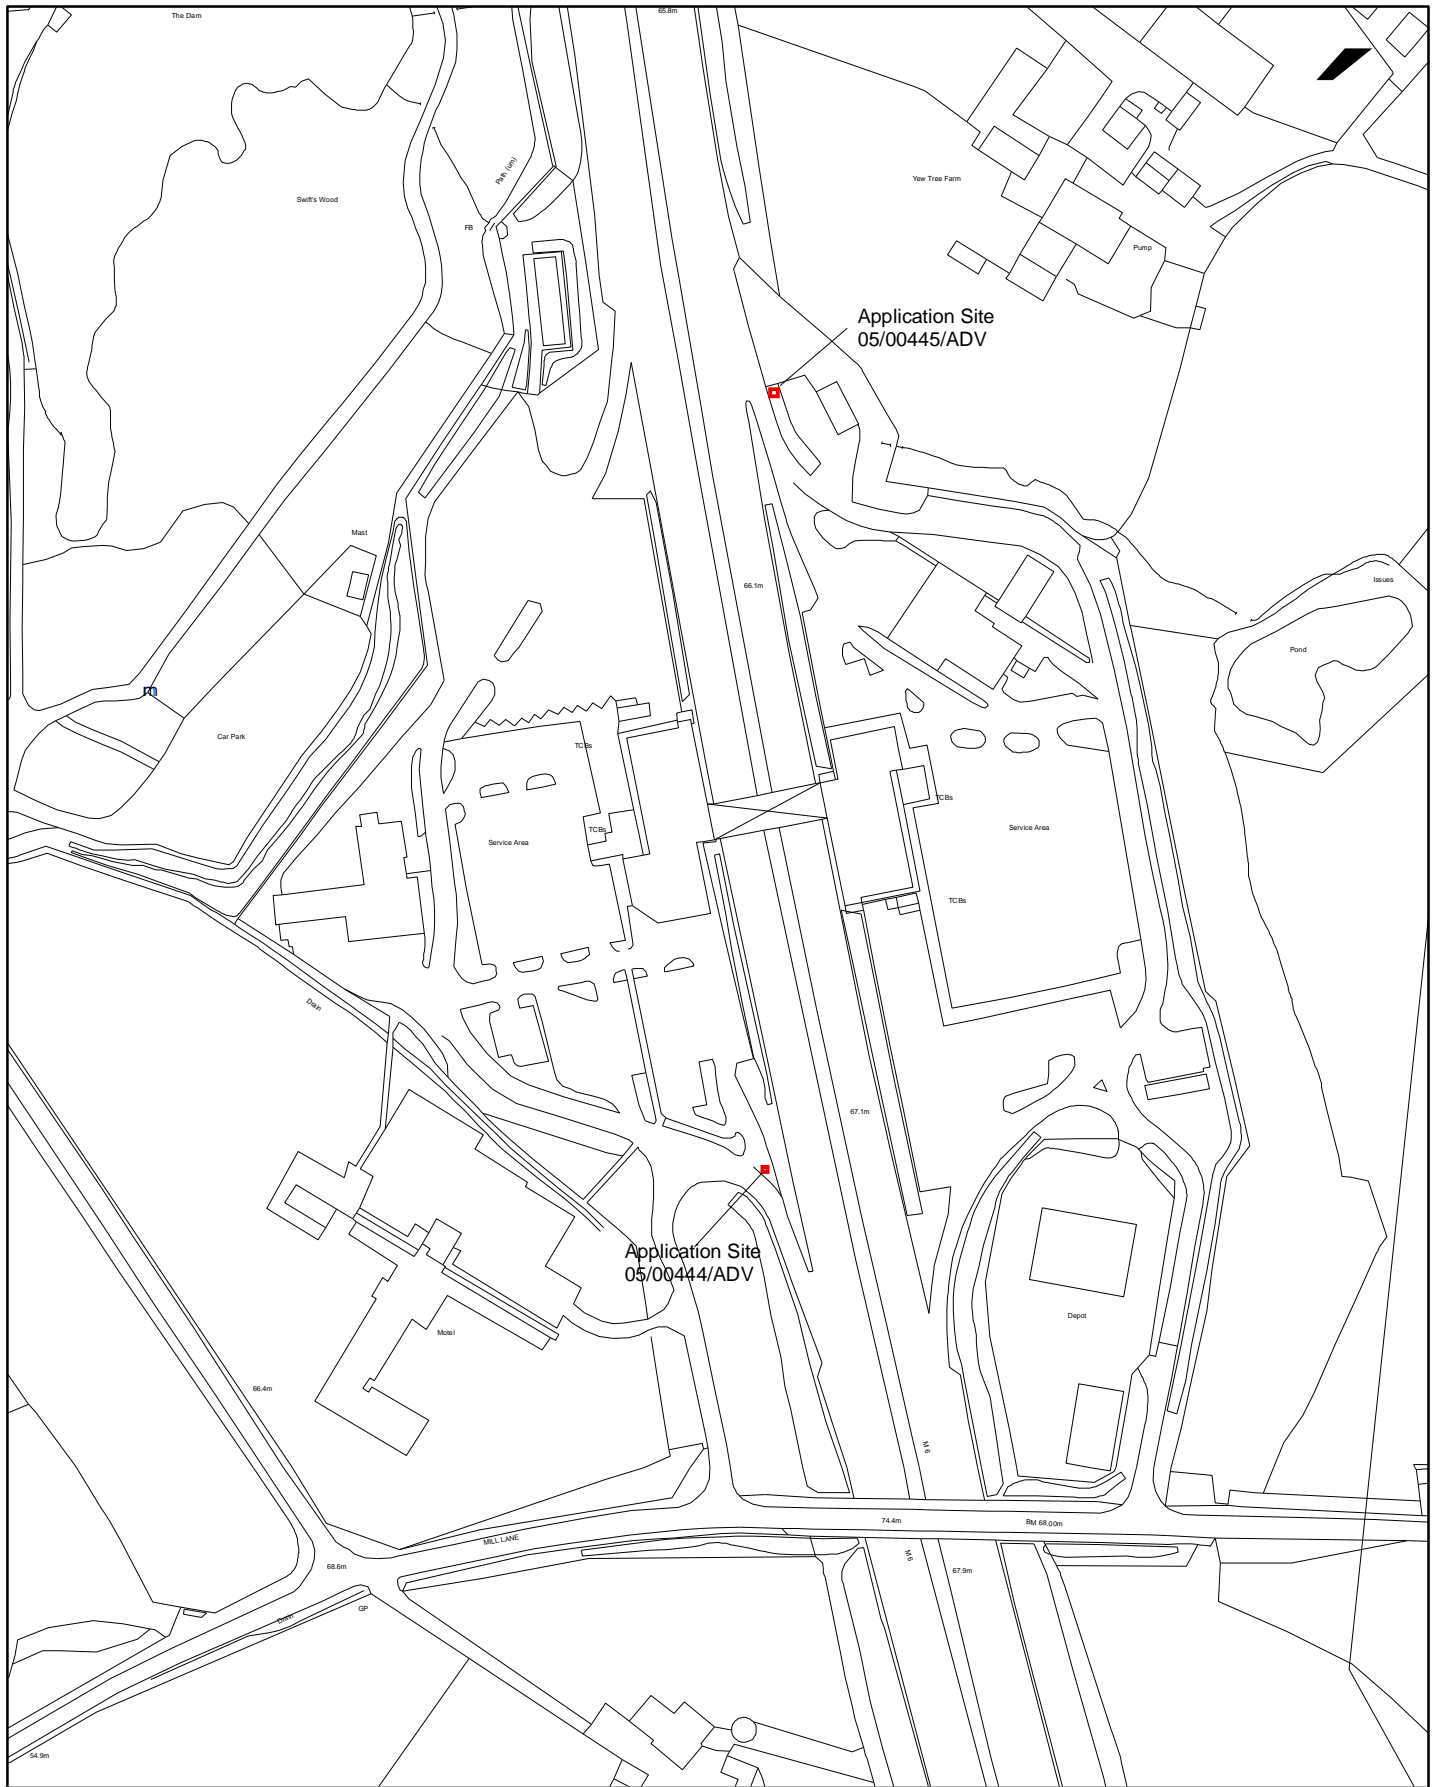 The Dam
65.8m
Path (um)
Yew Tree Farm
Swift's Wood
FB
Pump
Application Site
05/00445/ADV
Mast
Issues
66.1m
Pond
m
Car Park
TCBs
TCBs
TCBs
Service Area
Service Area
TCBs
Drain
67.1m
Application Site
05/00444/ADV
Depot
Motel
66.4m
M 6
74.4m
BM 68.00m
MILL LANE
M 6
68.6m
67.9m
GP
Drain
54.9m